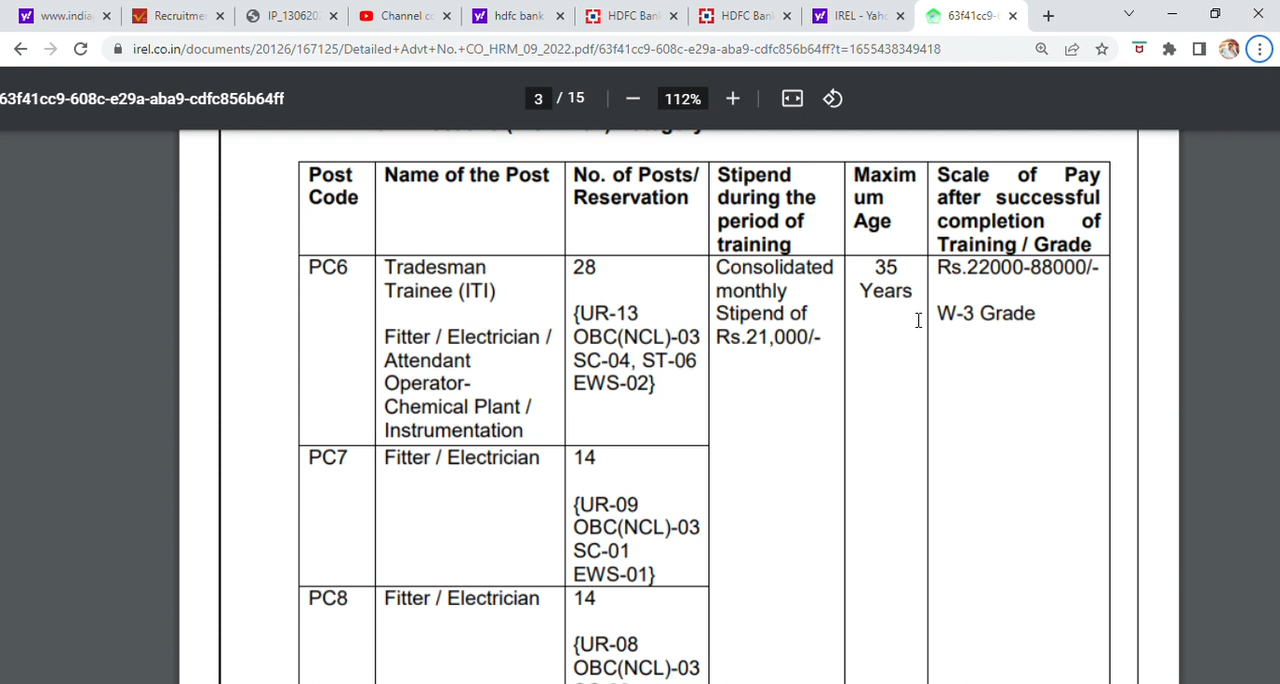 www.india
Recruitme
IP_13062
Channel c
hdfc bank
HDFC Ban
HDFC Ban
IREL - Yah
63f41cc9-
irel.co.in/documents/20126/167125/Detailed+Advt+No.+CO_HRM_09_2022.pdf/63f41cc9-608c-e29a-aba9-cdfc856b64ff?t=1655438349418
63f41cc9-608c-e29a-aba9-cdfc856b64ff
3 / 15
112%
Post Code
Name of the Post
No. of Posts/ Reservation
Stipend during the period of training
Maxim um Age
Scale of Pay after successful completion of Training / Grade
PC6
Tradesman
Trainee (ITI)
Fitter / Electrician /
Attendant
Operator-
Chemical Plant /
Instrumentation
28
{UR-13
OBC(NCL)-03
SC-04, ST-06
EWS-02}
Consolidated
monthly
Stipend of
Rs.21,000/-
35
Years
Rs.22000-88000/-
W-3 Grade
PC7
Fitter / Electrician
14
{UR-09
OBC(NCL)-03
SC-01
EWS-01}
PC8
Fitter / Electrician
14
{UR-08
OBC(NCL)-03